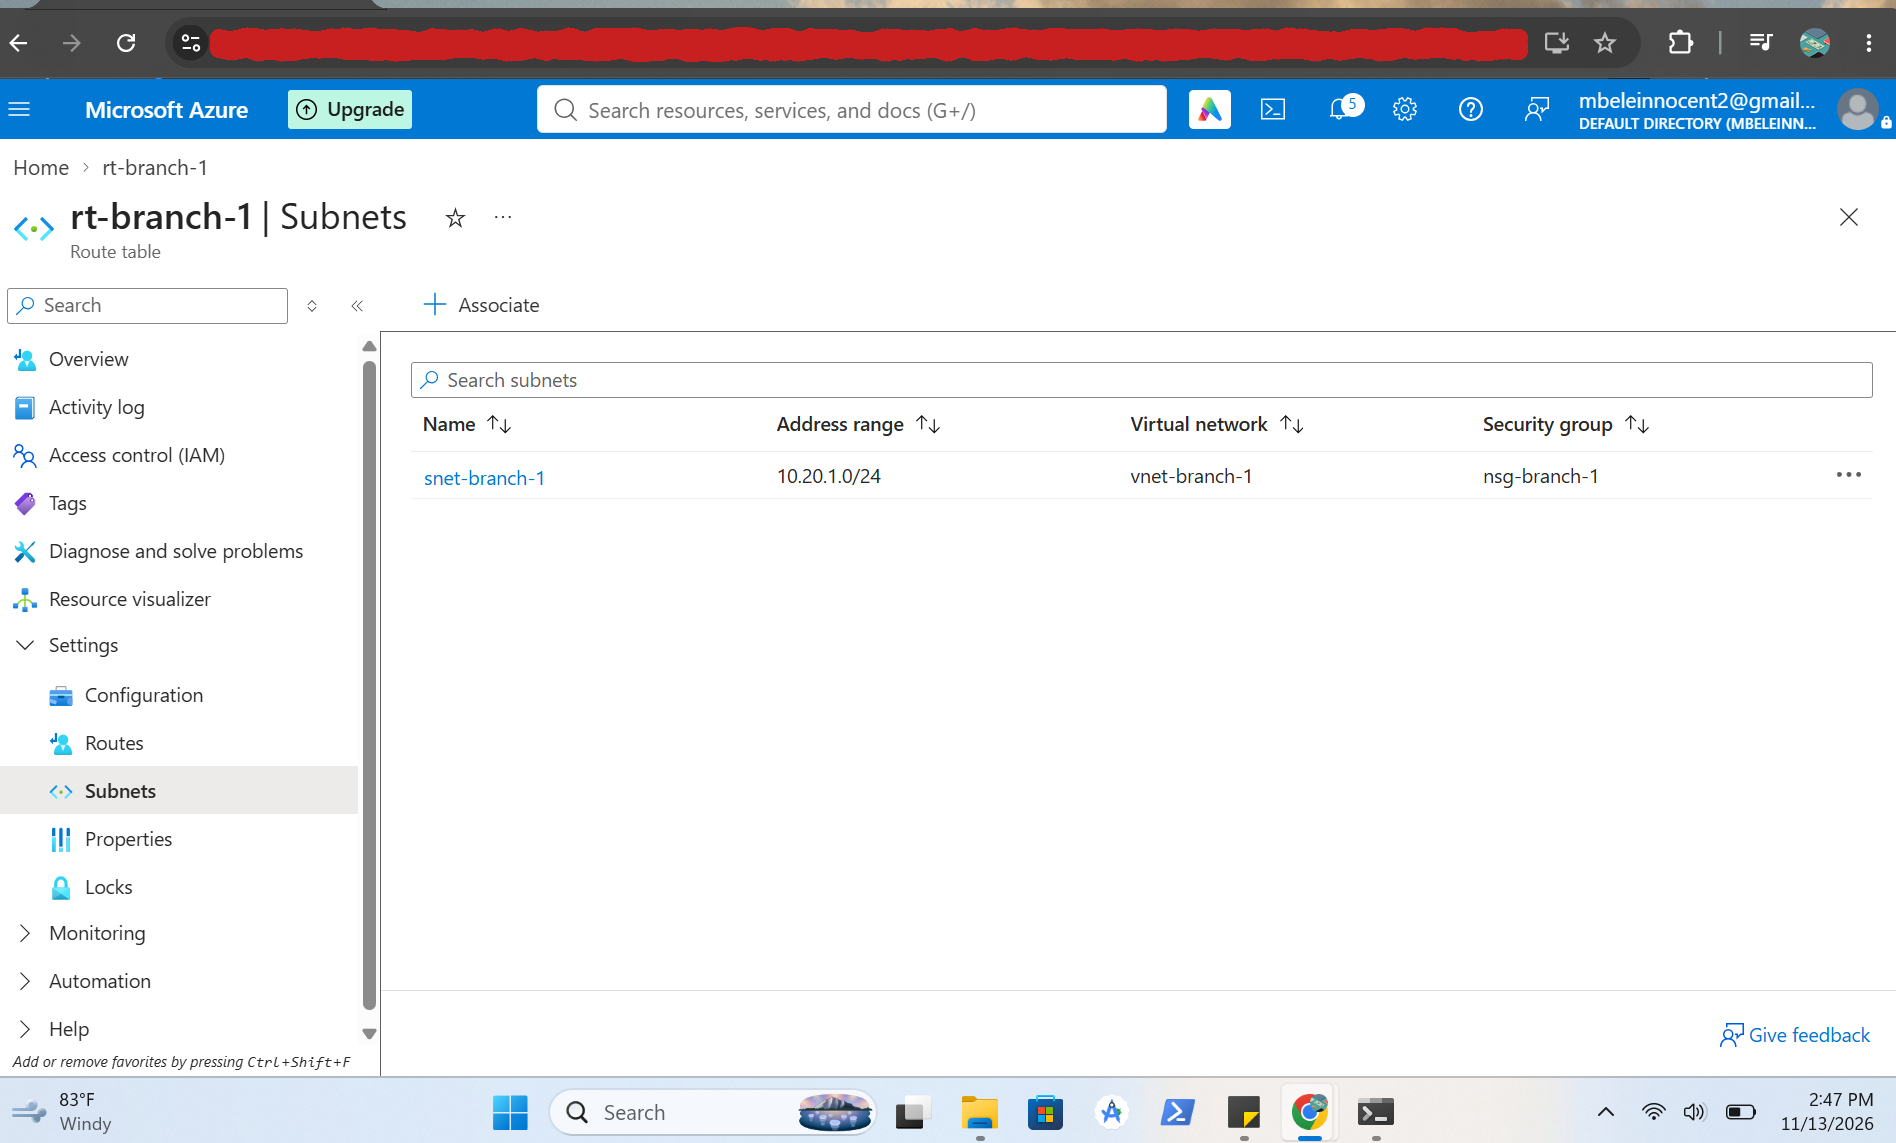 Microsoft Azure
Upgrade
Search resources, services, and docs (G+/)
5
mbeleinnocent2@gmail...
DEFAULT DIRECTORY (MBELEINN...
Home > rt-branch-1
rt-branch-1 | Subnets
Route table
Search
Associate
Overview
Activity log
Access control (IAM)
Tags
Diagnose and solve problems
Resource visualizer
Settings
Configuration
Routes
Subnets
Properties
Locks
Monitoring
Automation
Help
Add or remove favorites by pressing Ctrl+Shift+F
Search subnets
Name Address range Virtual network Security group
snet-branch-1 10.20.1.0/24 vnet-branch-1 nsg-branch-1
Give feedback
83°F
Windy
Search
2:47 PM
11/13/2026